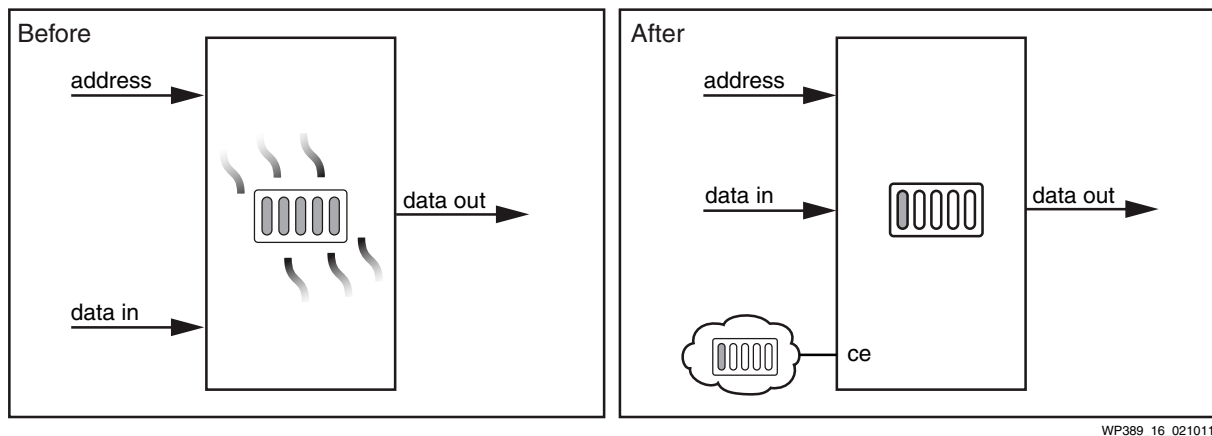 Before
address
data out
data in
After
address
data in
data out
ce
WP389_16_021011